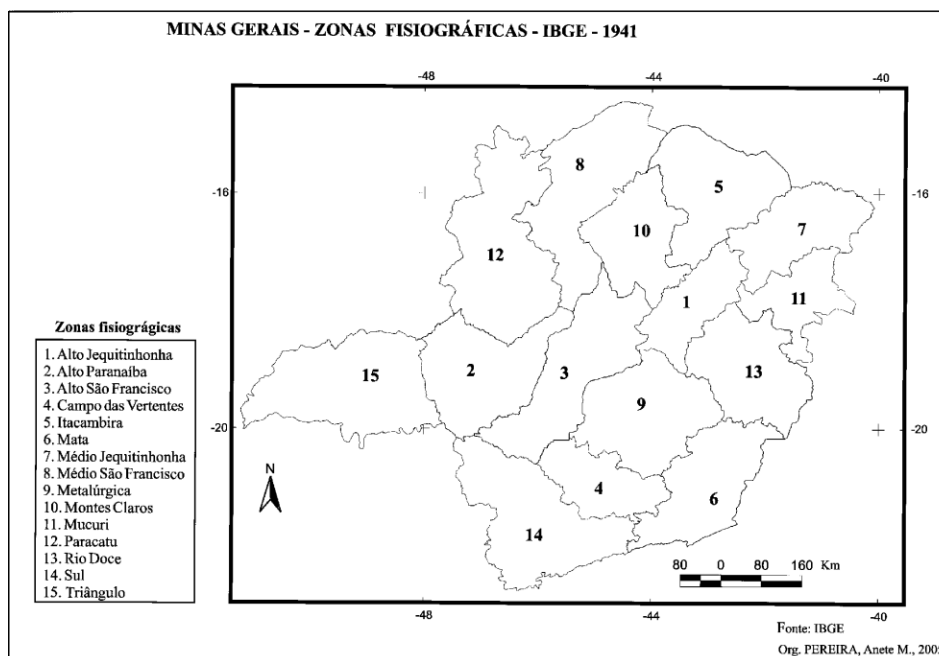 MINAS GERAIS - ZONAS FISIOGRÁFICAS - IBGE - 1941
-48
-44
-40
8
5
-16
-16
10
7
12
11
1
Zonas fisiográgicas
1. Alto Jequitinhonha
2. Alto Paranaíba
3. Alto São Francisco
4. Campo das Vertentes
5. Itacambira
6. Mata
7. Médio Jequitinhonha
8. Médio São Francisco
9. Metalúrgica
10. Montes Claros
11. Mucuri
12. Paracatu
13. Rio Doce
14. Sul
15. Triângulo
15
2
3
13
9
-20
-20
N
4
6
14
80 0 80 160 Km
-48
-44
-40
Fonte: IBGE
Org. PEREIRA, Anete M., 2005